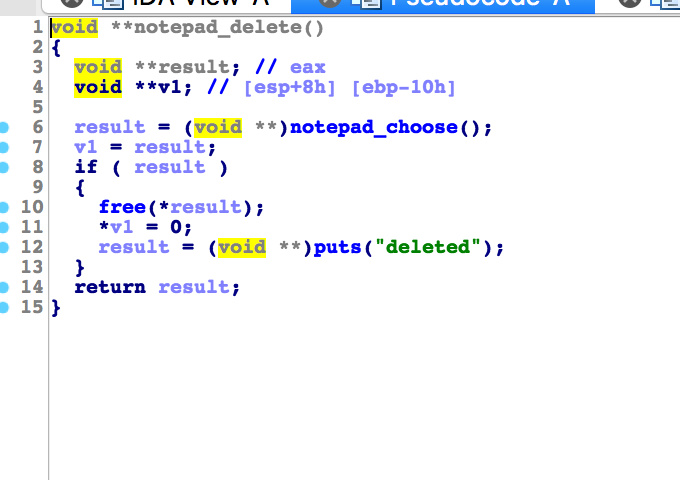 IDA View-A Pseudocode-A
1 void **notepad_delete()
2 {
3 void **result; // eax
4 void **v1; // [esp+8h] [ebp-10h]
5
6 result = (void **)notepad_choose();
7 v1 = result;
8 if ( result )
9 {
10 free(*result);
11 *v1 = 0;
12 result = (void **)puts("deleted");
13 }
14 return result;
15 }